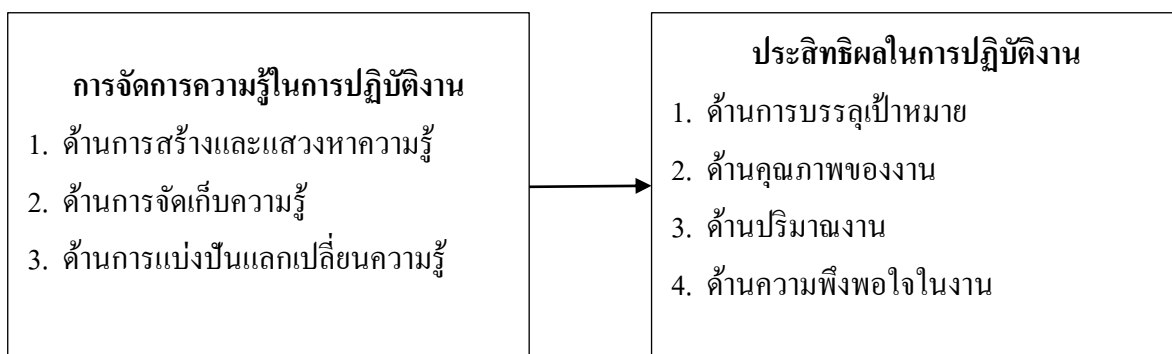 การจัดการความรู้ในการปฏิบัติงาน
1. ด้านการสร้างและแสวงหาความรู้
2. ด้านการจัดเก็บความรู้
3. ด้านการแบ่งปันแลกเปลี่ยนความรู้
ประสิทธิผลในการปฏิบัติงาน
1. ด้านการบรรลุเป้าหมาย
2. ด้านคุณภาพของงาน
3. ด้านปริมาณงาน
4. ด้านความพึงพอใจในงาน